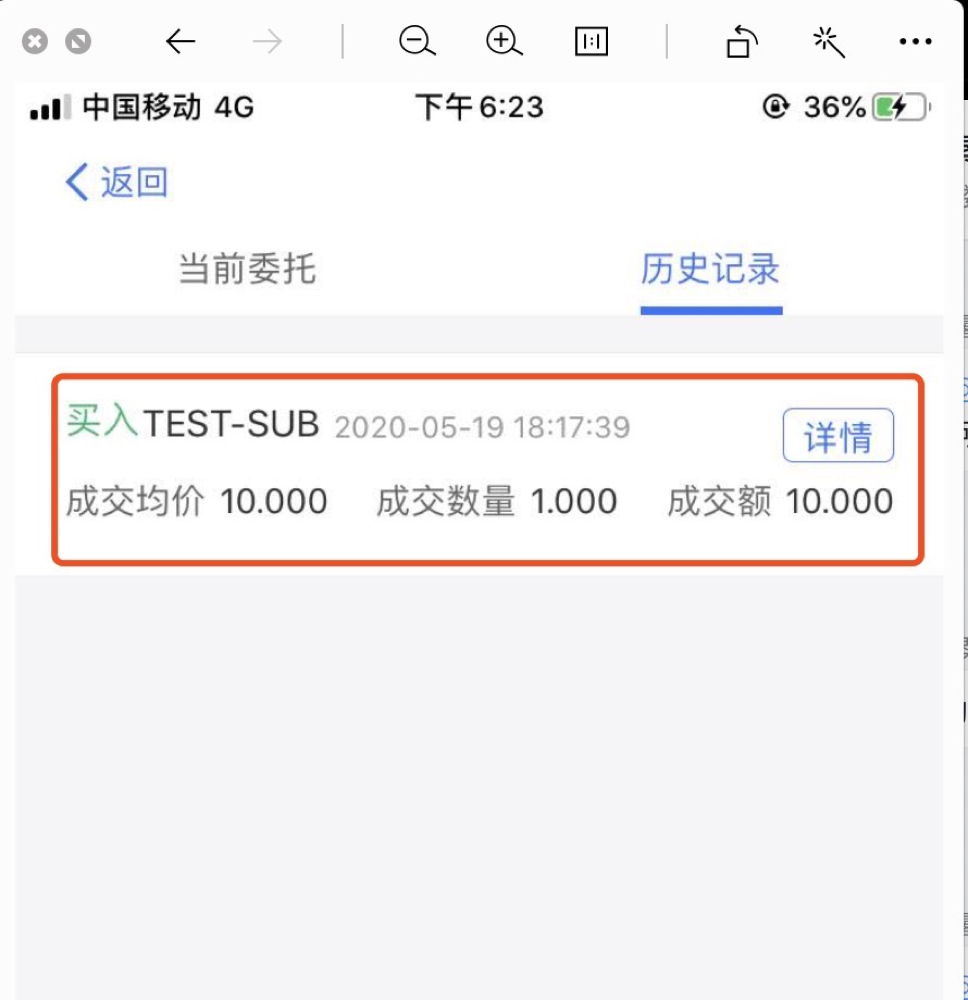 中国移动 4G 下午6:23 36%
返回
当前委托 历史记录
买入 TEST-SUB 2020-05-19 18:17:39 详情
成交均价 10.000 成交数量 1.000 成交额 10.000